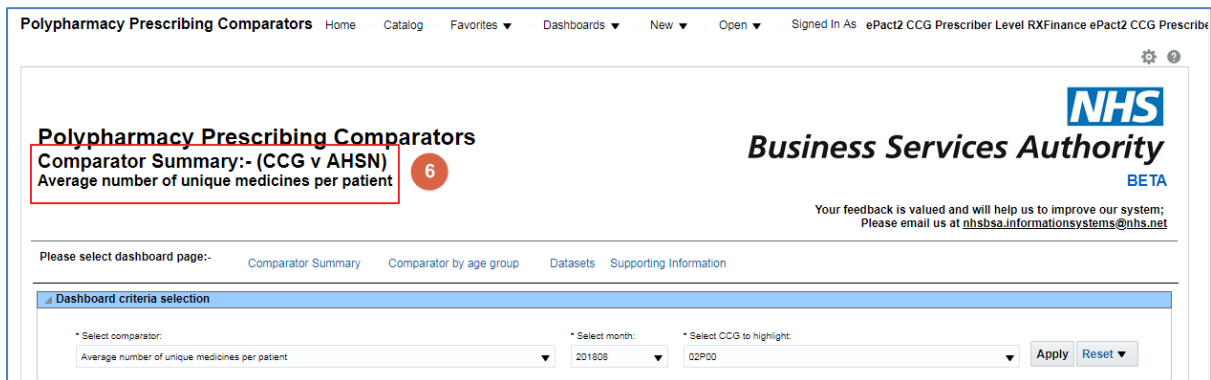 Polypharmacy Prescribing Comparators Home Catalog Favorites Dashboards New Open Signed In As ePact2 CCG Prescriber Level RXFinance ePact2 CCG Prescribe
NHS
Polypharmacy Prescribing Comparators
Business Services Authority
Comparator Summary:- (CCG v AHSN)
6
Average number of unique medicines per patient
BETA
Your feedback is valued and will help us to improve our system;
Please email us at nhsbsa.informationsystems@nhs.net
Please select dashboard page:- Comparator Summary Comparator by age group Datasets Supporting Information
Dashboard criteria selection
* Select comparator: * Select month: * Select CCG to highlight:
Average number of unique medicines per patient 201808 02P00 Apply Reset